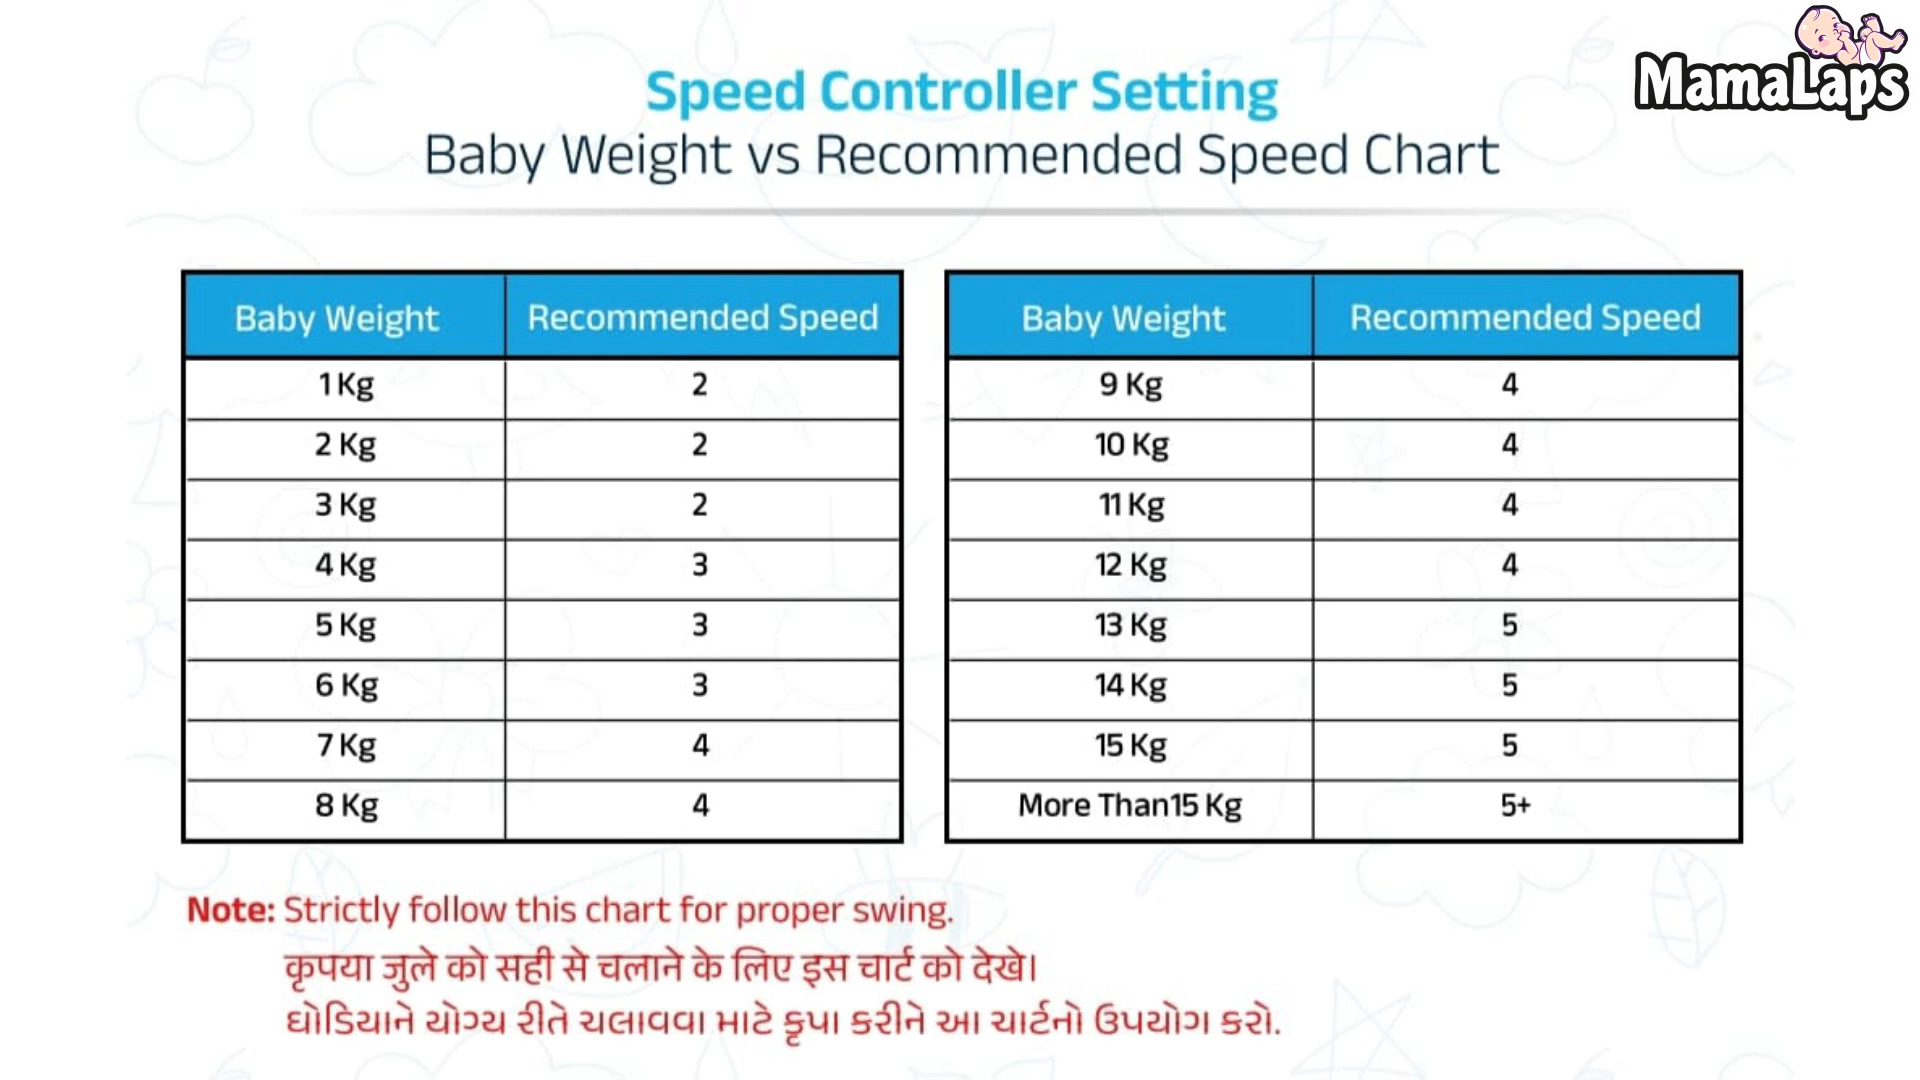 MamaLaps
Speed Controller Setting
Baby Weight vs Recommended Speed Chart
Baby Weight Recommended Speed
1 Kg 2
2 Kg 2
3 Kg 2
4 Kg 3
5 Kg 3
6 Kg 3
7 Kg 4
8 Kg 4
Baby Weight Recommended Speed
9 Kg 4
10 Kg 4
11 Kg 4
12 Kg 4
13 Kg 5
14 Kg 5
15 Kg 5
More Than15 Kg 5+
Note: Strictly follow this chart for proper swing.
कृपया जुले को सही से चलाने के लिए इस चार्ट को देखे।
ઘોડિયાને યોગ્ય રીતે ચલાવવા માટે કૃપા કરીને આ ચાર્ટનો ઉપયોગ કરો.